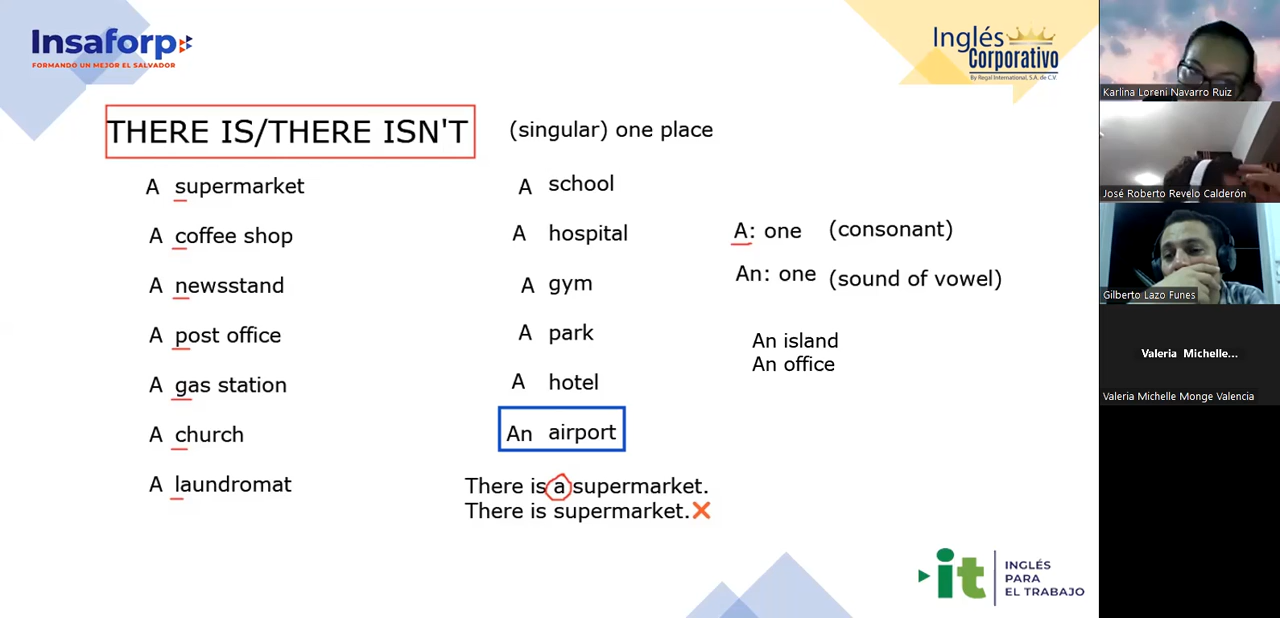 Insaforp
FORMANDO UN MEJOR EL SALVADOR
Inglés
Corporativo
By Regal International, S.A. de C.V.
THERE IS/THERE ISN'T (singular) one place
A supermarket
A coffee shop
A newsstand
A post office
A gas station
A church
A laundromat
A school
A hospital
A gym
A park
A hotel
An airport
There is a supermarket.
There is supermarket.
A: one (consonant)
An: one (sound of vowel)
An island
An office
it
INGLÉS
PARA
EL TRABAJO
Karlina Loreni Navarro Ruiz
José Roberto Revelo Calderón
Gilberto Lazo Funes
Valeria Michelle...
Valeria Michelle Monge Valencia